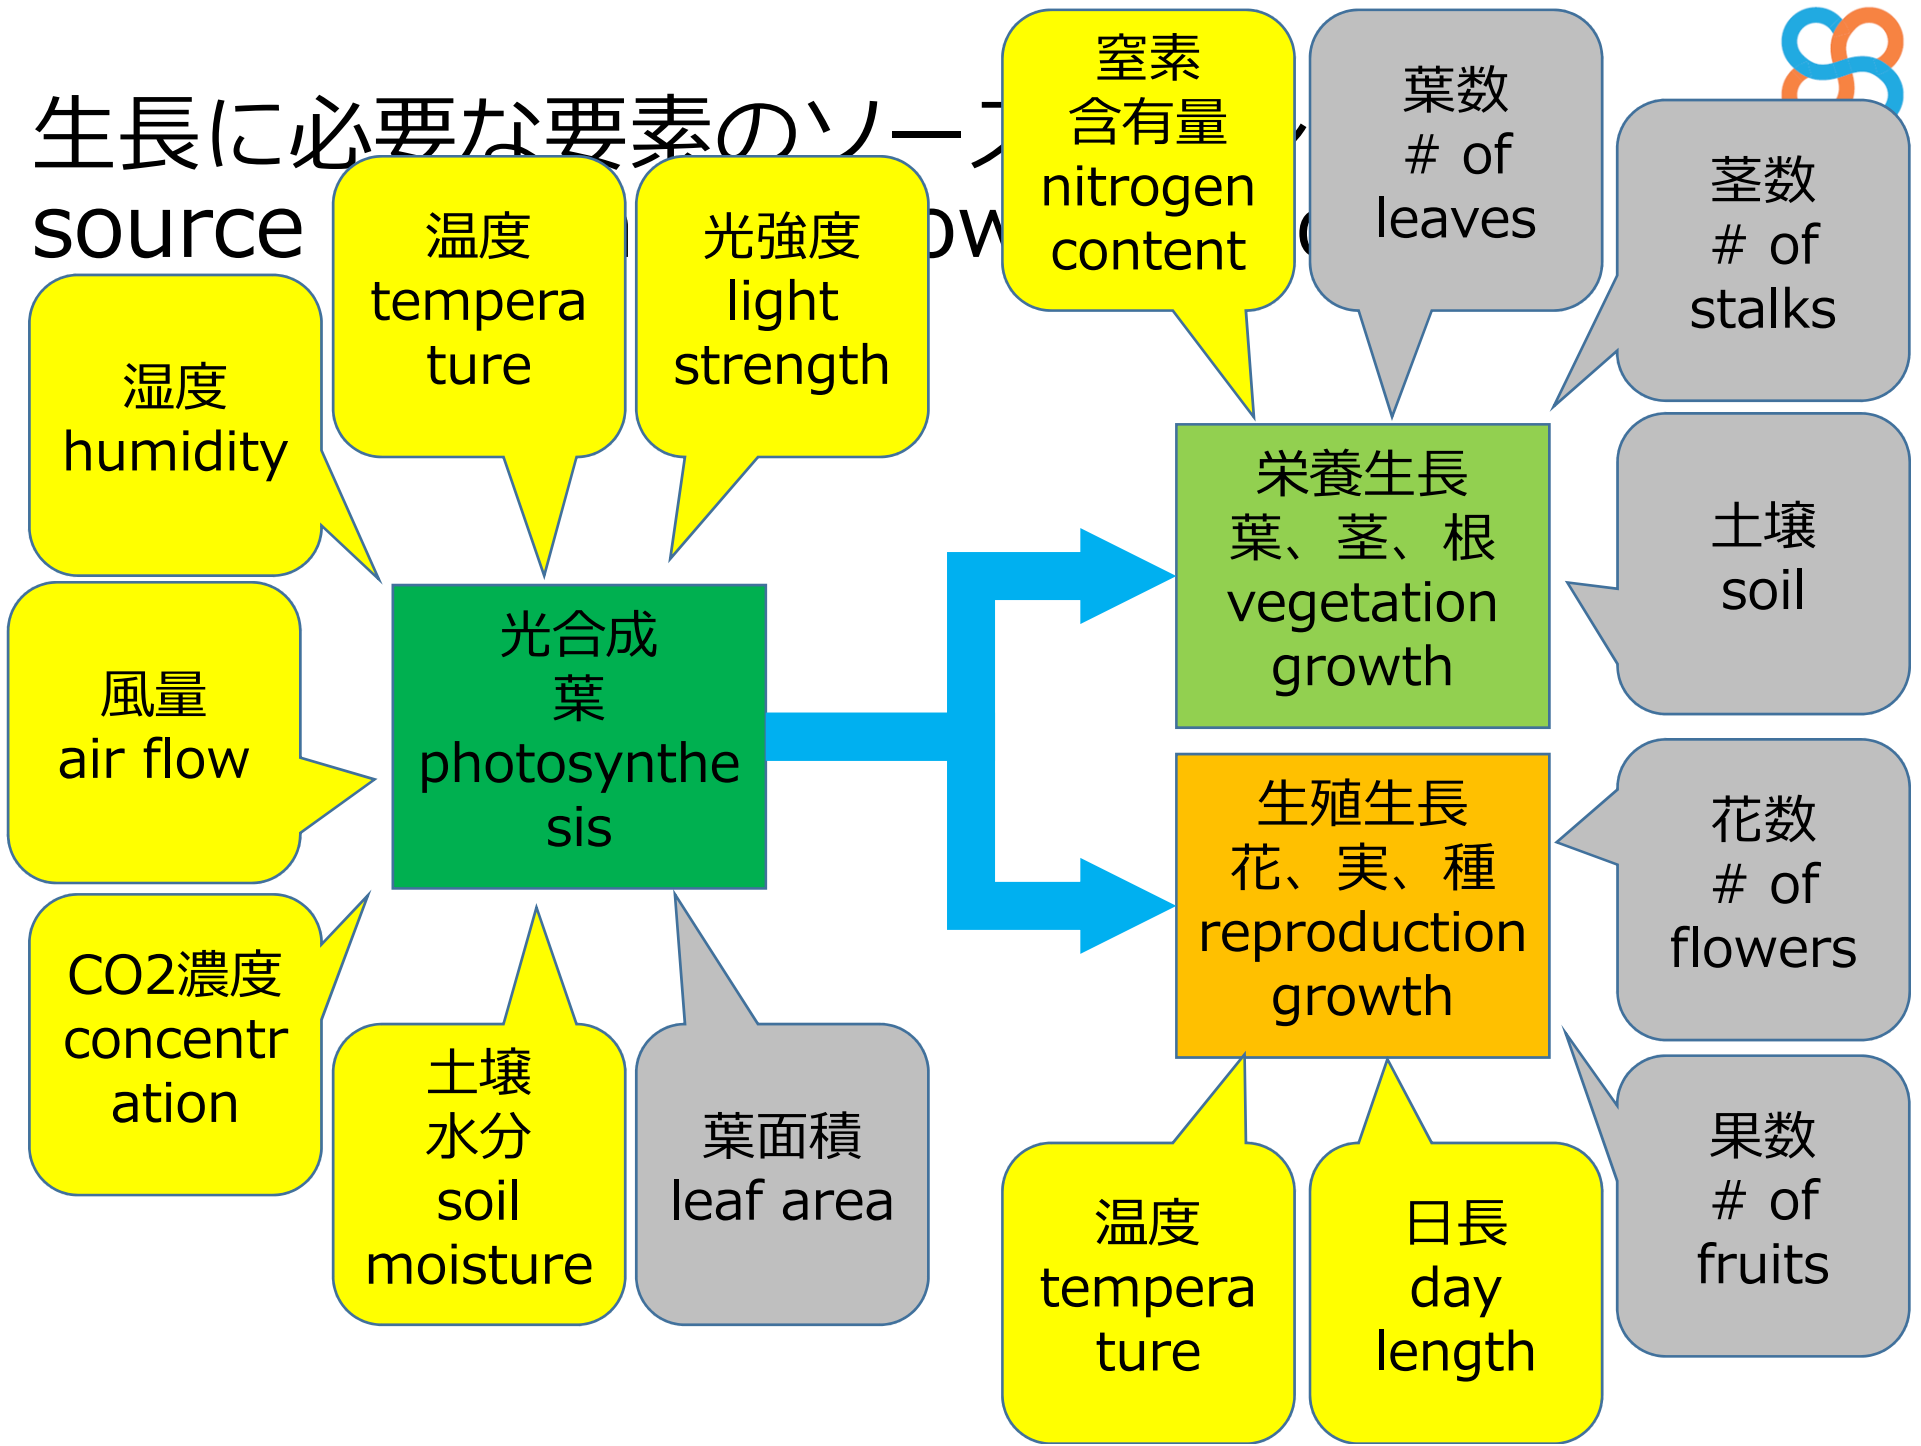 生長に必要な要素のソース
source
窒素
含有量
nitrogen
content
葉数
# of
leaves
茎数
# of
stalks
温度
tempera
ture
光強度
light
strength
湿度
humidity
栄養生長
葉、茎、根
vegetation
growth
土壌
soil
風量
air flow
光合成
葉
photosynthe
sis
生殖生長
花、実、種
reproduction
growth
花数
# of
flowers
CO2濃度
concentr
ation
土壌
水分
soil
moisture
葉面積
leaf area
温度
tempera
ture
日長
day
length
果数
# of
fruits